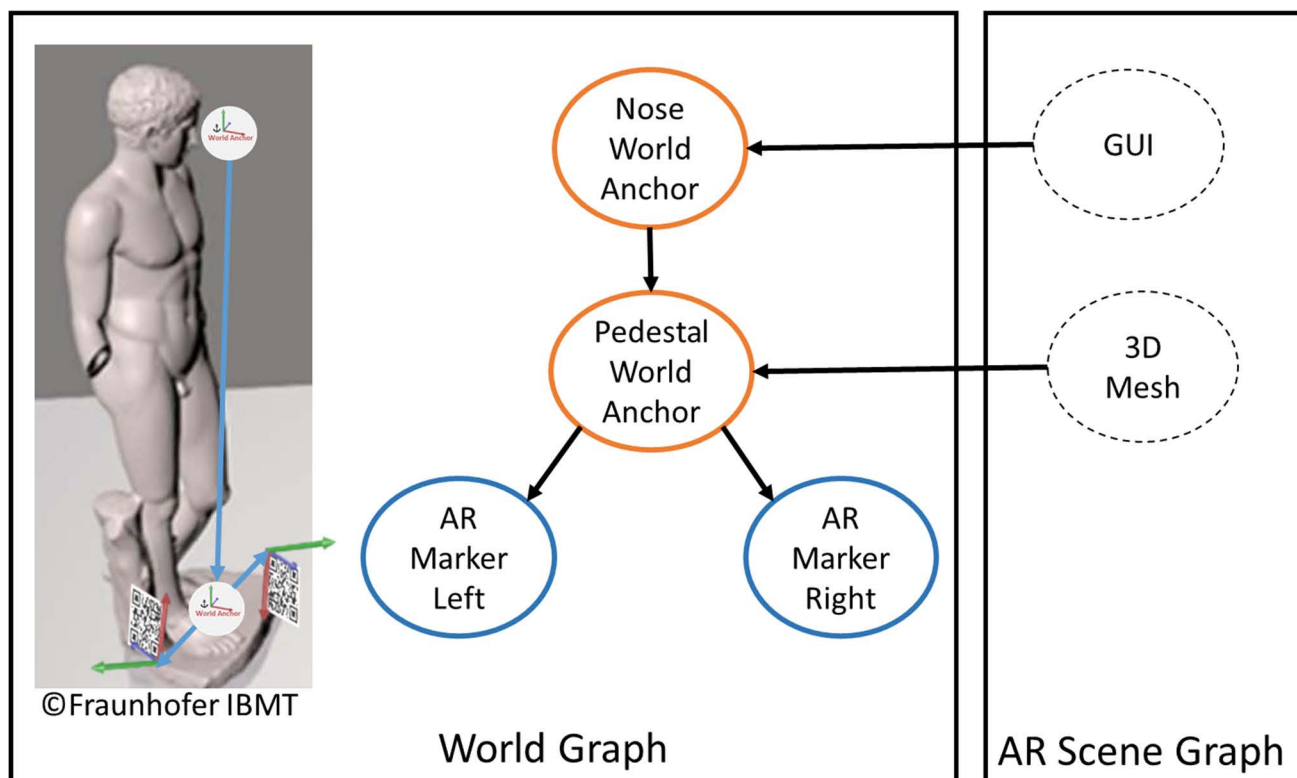 World Anchor
World Anchor
©Fraunhofer IBMT
Nose
World
Anchor
Pedestal
World
Anchor
AR
Marker
Left
AR
Marker
Right
World Graph
GUI
3D
Mesh
AR Scene Graph